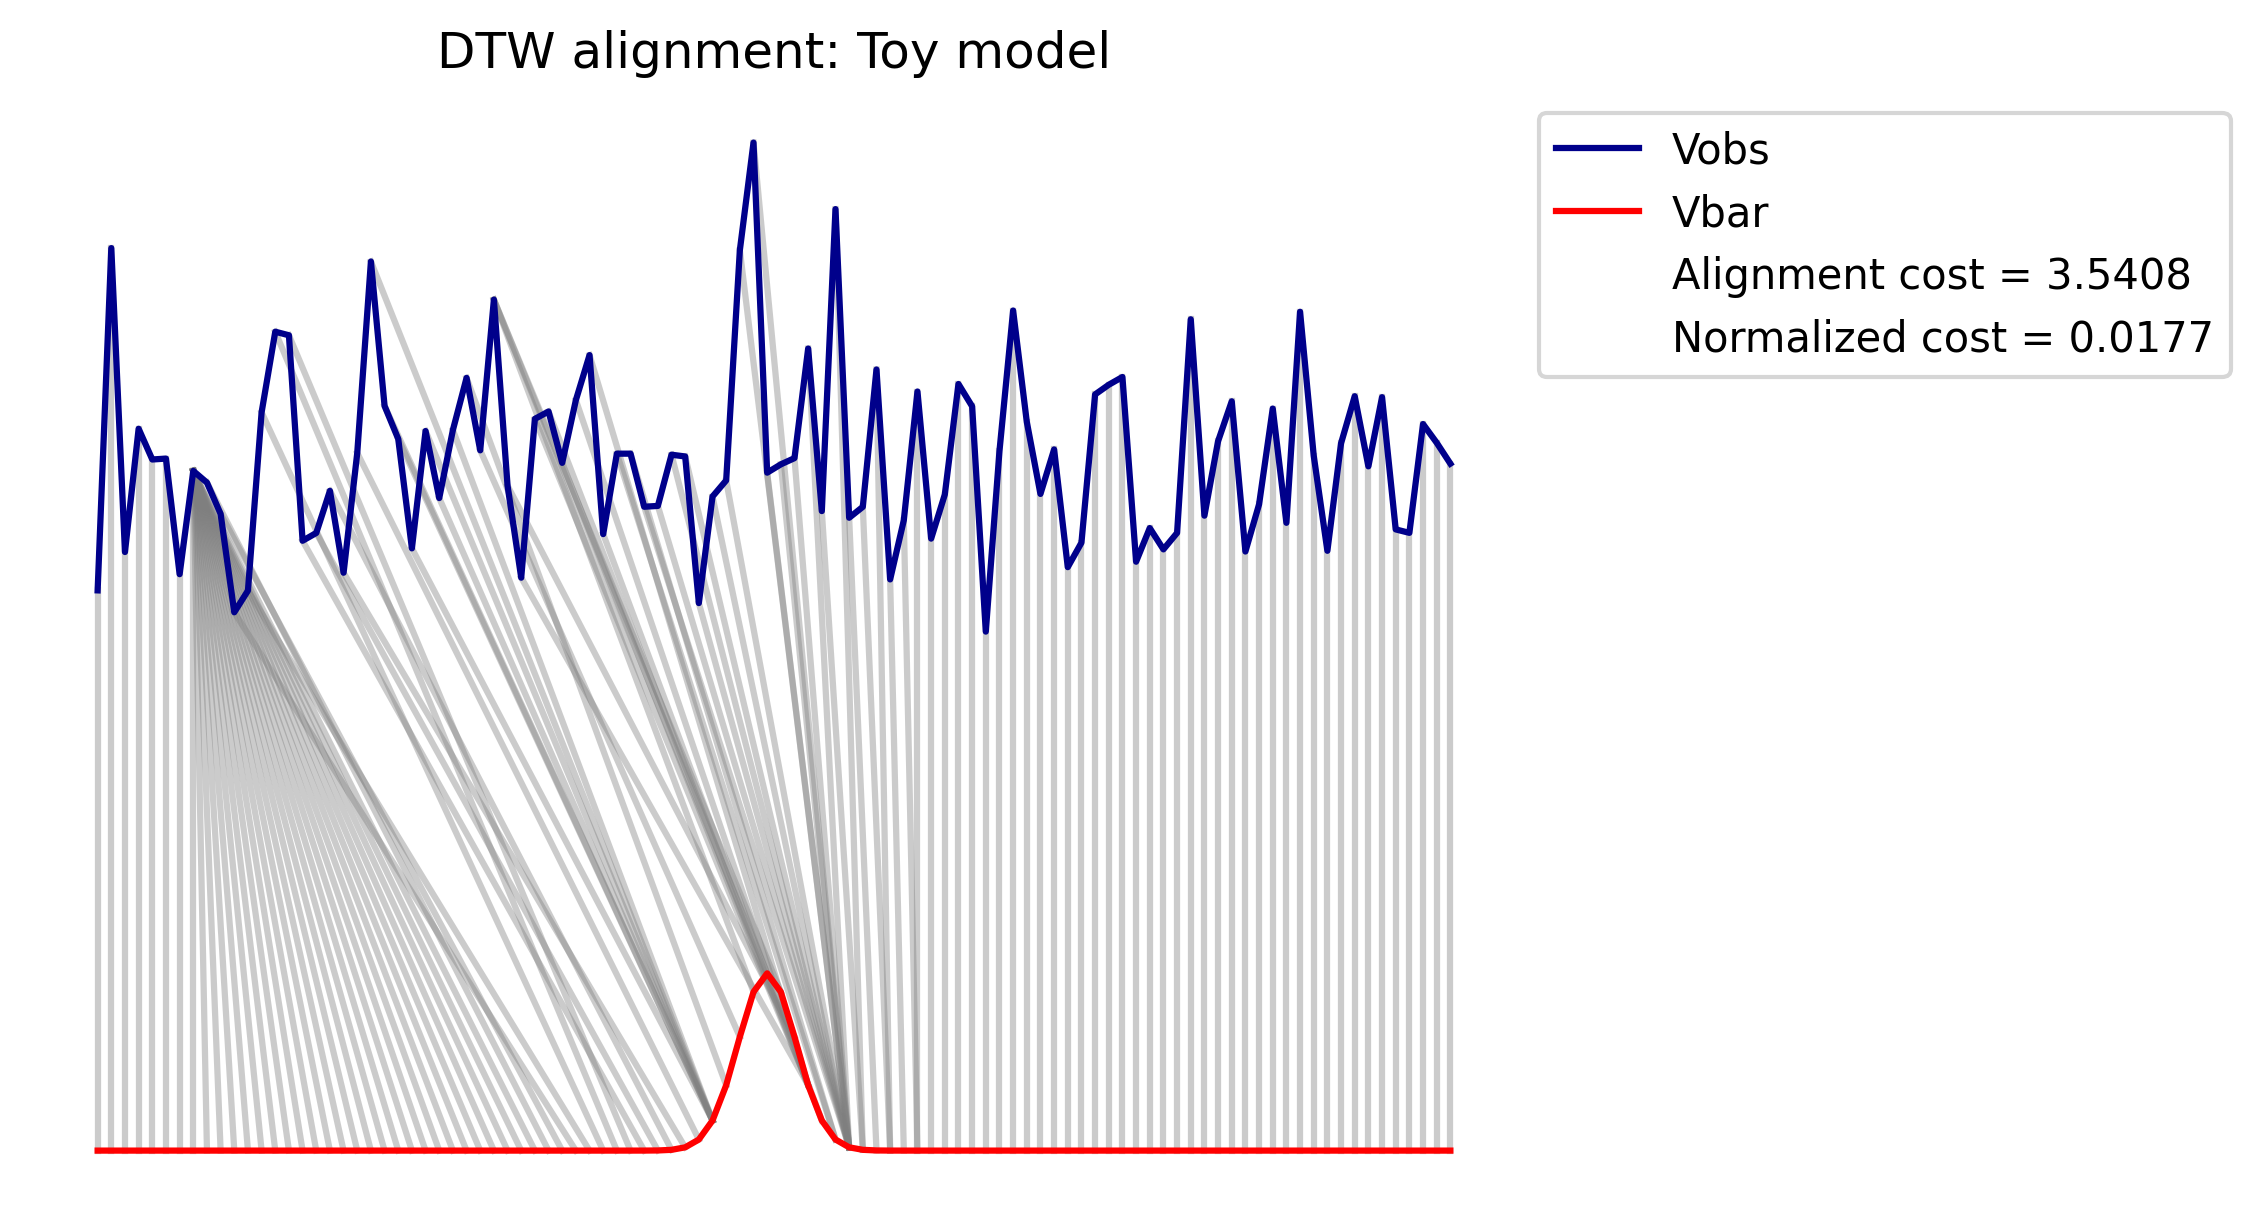 DTW alignment: Toy model
Vobs
Vbar
Alignment cost = 3.5408
Normalized cost = 0.0177